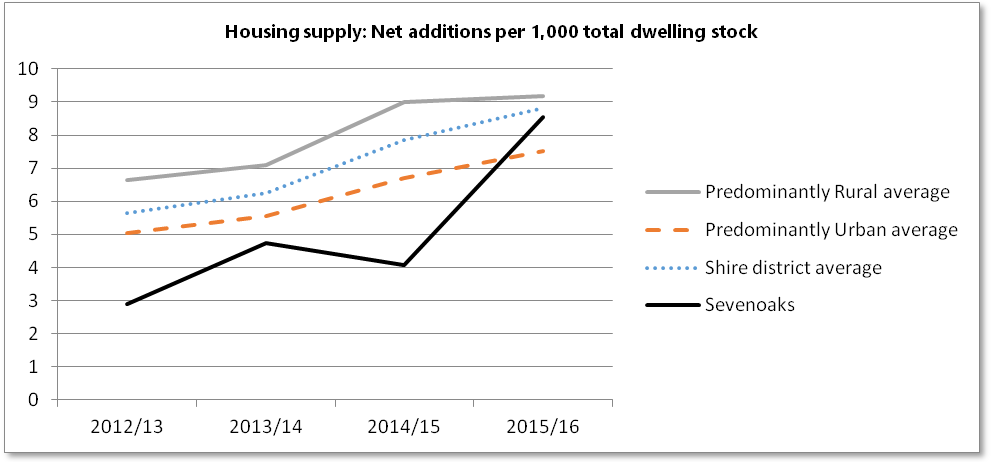 Housing supply: Net additions per 1,000 total dwelling stock
10
9
8
7
6
5
4
3
2
1
0
2012/13 2013/14 2014/15 2015/16
Predominantly Rural average
Predominantly Urban average
Shire district average
Sevenoaks